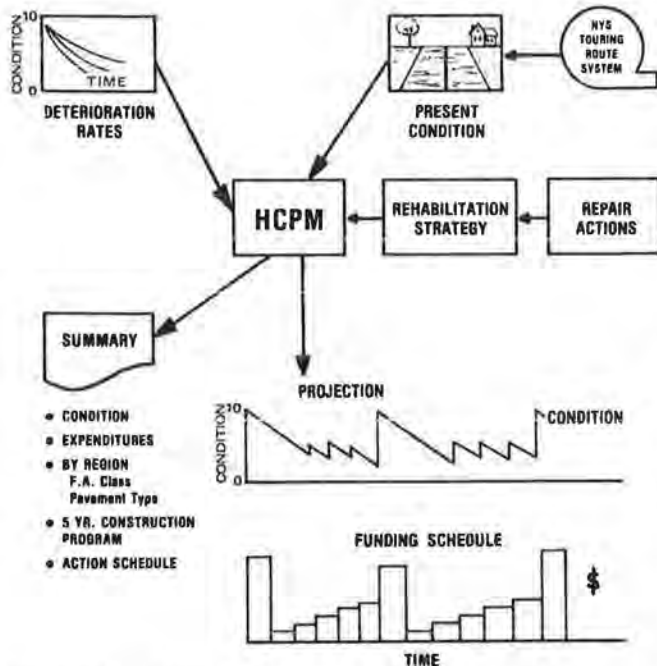 10
CONDITION
0
TIME
DETERIORATION
RATES
PRESENT
CONDITION
NYS
TOURING
ROUTE
SYSTEM
HCPM
REHABILITATION
STRATEGY
REPAIR
ACTIONS
SUMMARY
• CONDITION
• EXPENDITURES
• BY REGION
F.A. Class
Pavement Type
• 5 YR. CONSTRUCTION
PROGRAM
• ACTION SCHEDULE
PROJECTION
10
CONDITION
0
CONDITION
FUNDING SCHEDULE
$
TIME